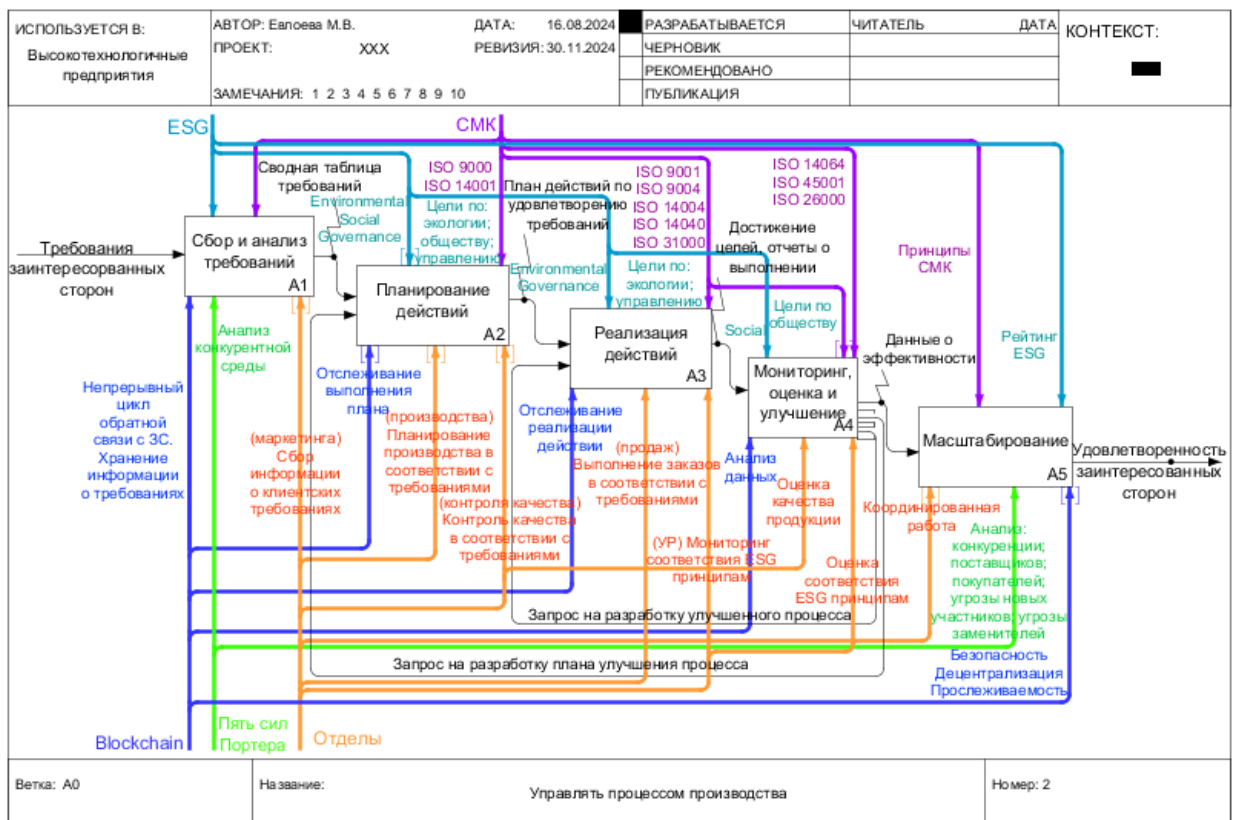 ИСПОЛЬЗУЕТСЯ В:
Высокотехнологичные
предприятия
АВТОР: Евлоева М.В.
ДАТА: 16.08.2024
ПРОЕКТ: XXX
РЕВИЗИЯ: 30.11.2024
ЗАМЕЧАНИЯ: 1 2 3 4 5 6 7 8 9 10
РАЗРАБАТЫВАЕТСЯ
ЧЕРНОВИК
РЕКОМЕНДОВАНО
ПУБЛИКАЦИЯ
ЧИТАТЕЛЬ
ДАТА
КОНТЕКСТ:
ESG
СМК
Сводная таблица
требований
Environmental
Social
Governance
ISO 9000
ISO 14001
Цели по:
экологии;
обществу;
управлению
План действий по
удовлетворению
требований
ISO 9001
ISO 9004
ISO 14004
ISO 14040
ISO 31000
ISO 14064
ISO 45001
ISO 26000
Достижение
целей, отчеты о
выполнении
Принципы
СМК
Требования
заинтересорванных
сторон
Сбор и анализ
требований
A1
Планирование
действий
A2
Environmental
Governance
Цели по:
экологии;
управлению
Реализация
действий
A3
Social
Цели по
обществу
Данные о
эффективности
Рейтинг
ESG
Мониторинг,
оценка и
улучшение
A4
Масштабирование
A5
Удовлетворенность
заинтересованных
сторон
Анализ
конкурентной
среды
Непрерывный
цикл
обратной
связи с ЗС.
Хранение
информации
о требованиях
(маркетинга)
Сбор
информации
о клиентских
требованиях
Отслеживание
выполнения
плана
(производства)
Планирование
производства в
соответствии с
требованиями
(контроля качества)
Контроль качества
в соответствии с
требованиями
Отслеживание
реализации
действии
(продаж)
Выполнение заказов
в соответствии с
требованиями
(УР) Мониторинг
соответствия ESG
принципам
Анализ
данных
Оценка
качества
продукции
Оценка
соответствия
ESG принципам
Координированная
работа
Анализ:
конкуренции;
поставщиков;
покупателей;
угрозы новых
участников; угрозы
заменителей
Безопасность
Децентрализация
Прослеживаемость
Запрос на разработку улучшенного процесса
Запрос на разработку плана улучшения процесса
Blockchain
Пять сил
Портера
Отделы
Ветка: A0
Название:
Управлять процессом производства
Номер: 2